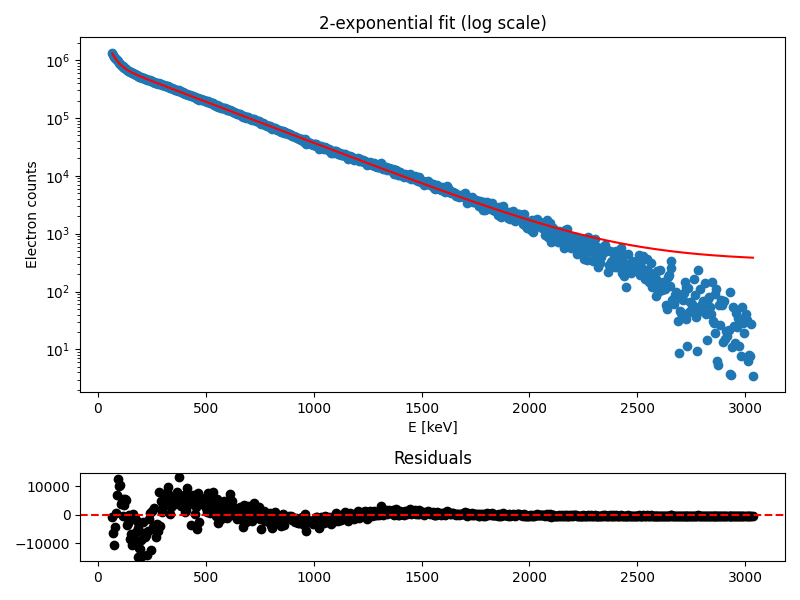 2-exponential fit (log scale)
Electron counts
10^6
10^5
10^4
10^3
10^2
10^1
0 500 1000 1500 2000 2500 3000
E [keV]
Residuals
10000
0
−10000
0 500 1000 1500 2000 2500 3000